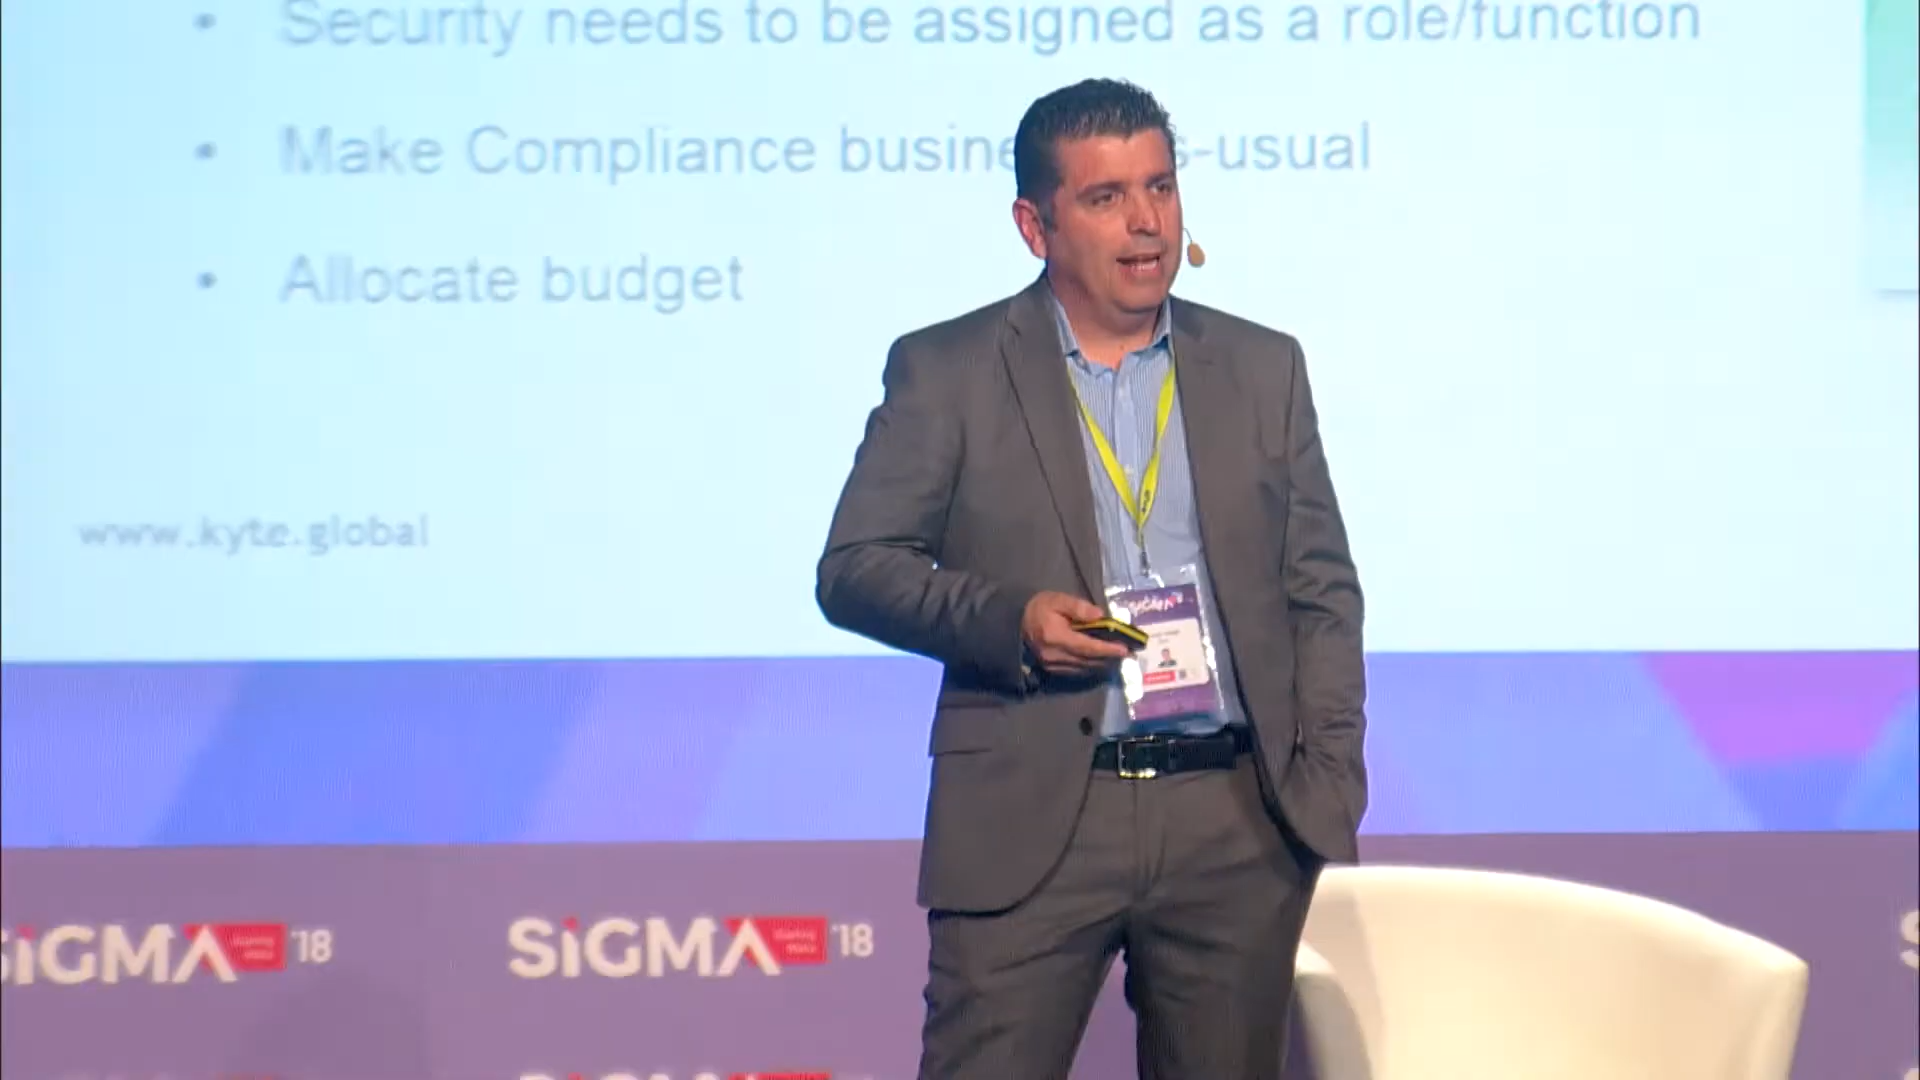 Security needs to be assigned as a role/function
Make Compliance busine s-usual
Allocate budget
www.kyte.global
SiGMA '18
SiGMA '18
SiGMA